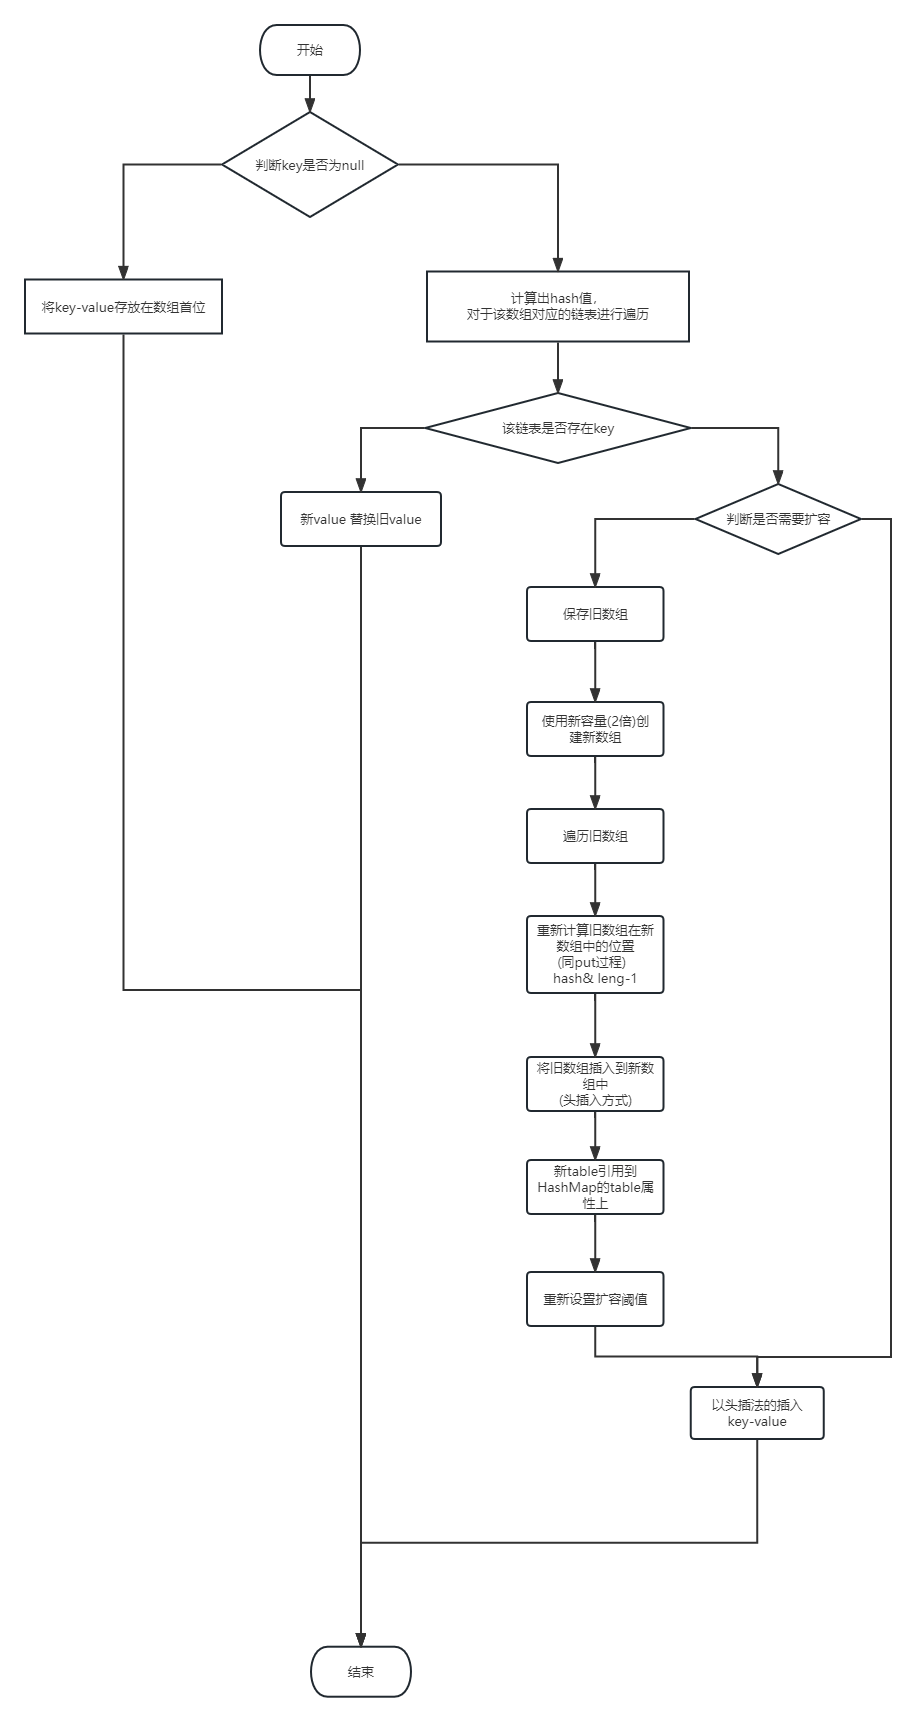 开始
判断key是否为null
将key-value存放在数组首位
计算出hash值，
对于该数组对应的链表进行遍历
该链表是否存在key
新value 替换旧value
判断是否需要扩容
保存旧数组
使用新容量(2倍)创
建新数组
遍历旧数组
重新计算旧数组在新
数组中的位置
(同put过程)
hash& leng-1
将旧数组插入到新数
组中
(头插入方式)
新table引用到
HashMap的table属
性上
重新设置扩容阈值
以头插法的插入
key-value
结束